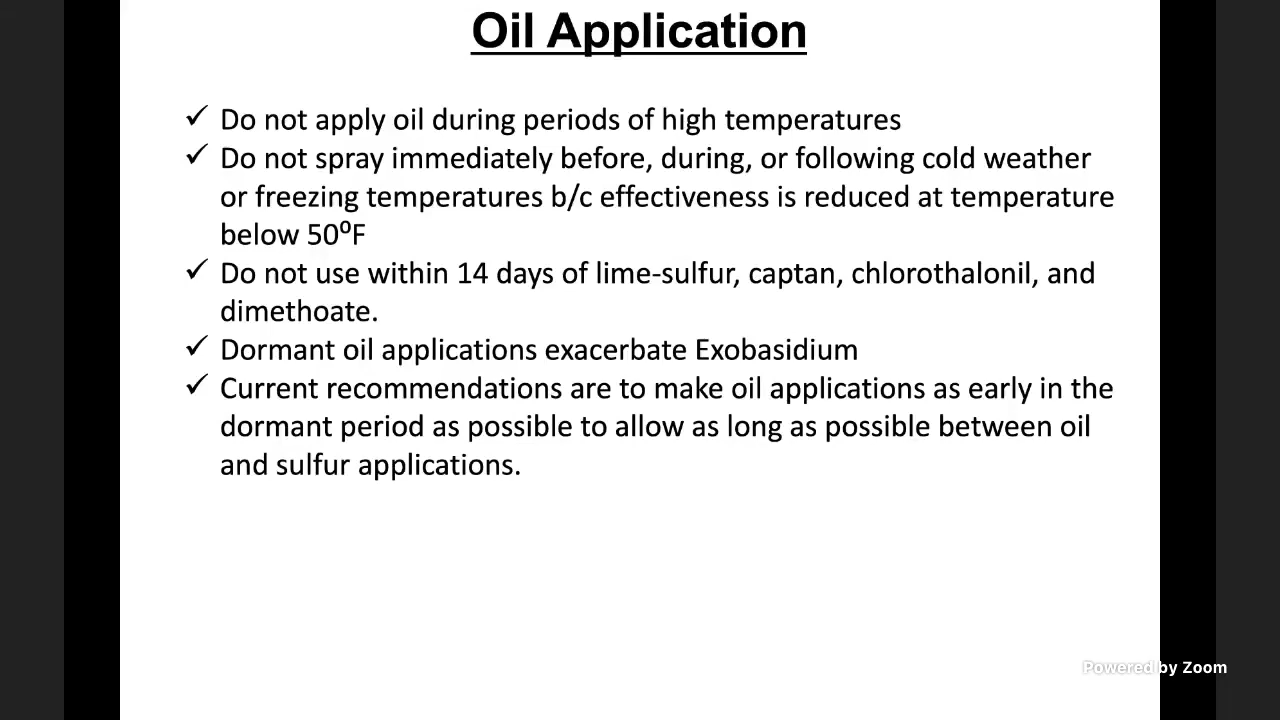 Oil Application
✓ Do not apply oil during periods of high temperatures
✓ Do not spray immediately before, during, or following cold weather
or freezing temperatures b/c effectiveness is reduced at temperature
below 50⁰F
✓ Do not use within 14 days of lime-sulfur, captan, chlorothalonil, and
dimethoate.
✓ Dormant oil applications exacerbate Exobasidium
✓ Current recommendations are to make oil applications as early in the
dormant period as possible to allow as long as possible between oil
and sulfur applications.
Powered by Zoom